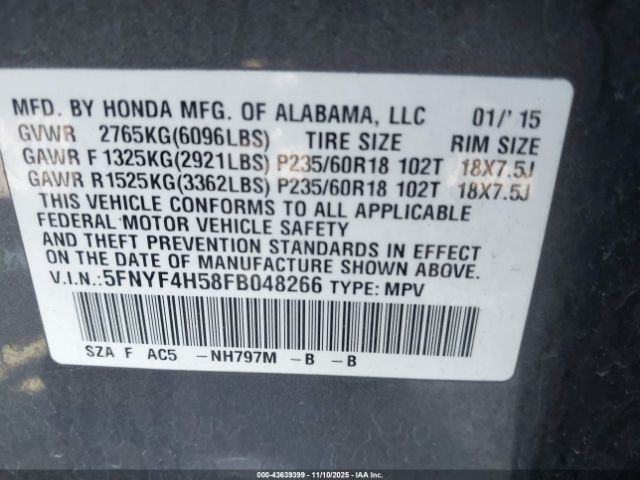 MFD. BY HONDA MFG. OF ALABAMA, LLC 01/'15
GVWR 2765KG(6096LBS) TIRE SIZE RIM SIZE
GAWR F 1325KG(2921LBS) P235/60R18 102T 18X7.5J
GAWR R 1525KG(3362LBS) P235/60R18 102T 18X7.5J
THIS VEHICLE CONFORMS TO ALL APPLICABLE
FEDERAL MOTOR VEHICLE SAFETY
AND THEFT PREVENTION STANDARDS IN EFFECT
ON THE DATE OF MANUFACTURE SHOWN ABOVE.
V.I.N.:5FNYF4H58FB048266 TYPE: MPV
SZA F AC5 -NH797M -B -B
000-43639399 - 11/10/2025 - IAA Inc.